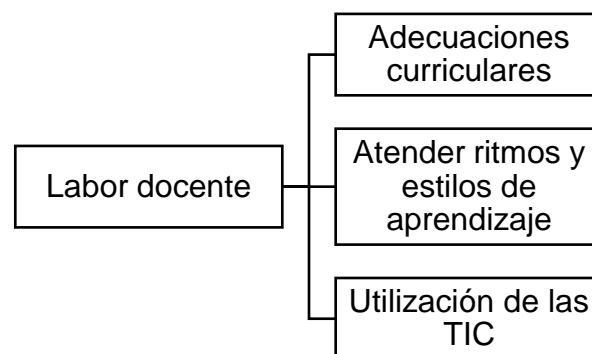 Labor docente
Adecuaciones
curriculares
Atender ritmos y
estilos de
aprendizaje
Utilización de las
TIC